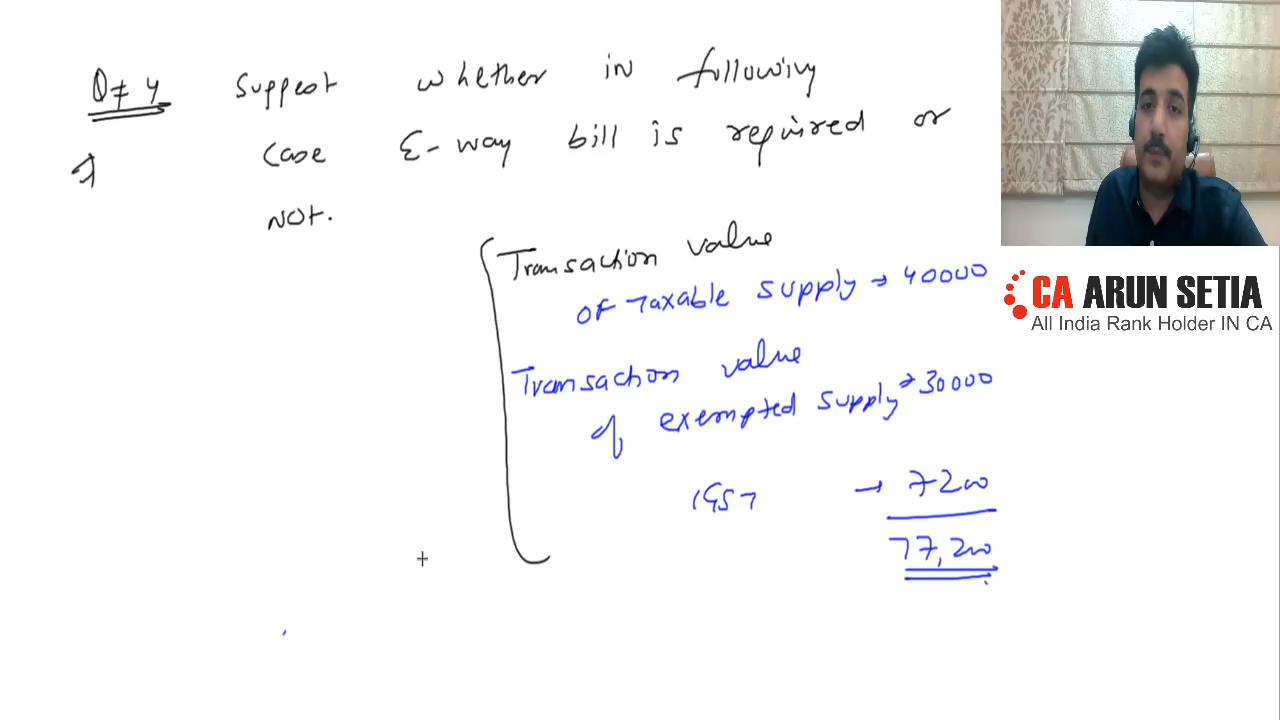 Q# 4 Suggest whether in following
case E-way bill is required or
not.
Transaction value
of Taxable supply → 40000
Transaction value
of exempted supply → 30000
IGST → 7200
77,200
CA ARUN SETIA
All India Rank Holder IN CA